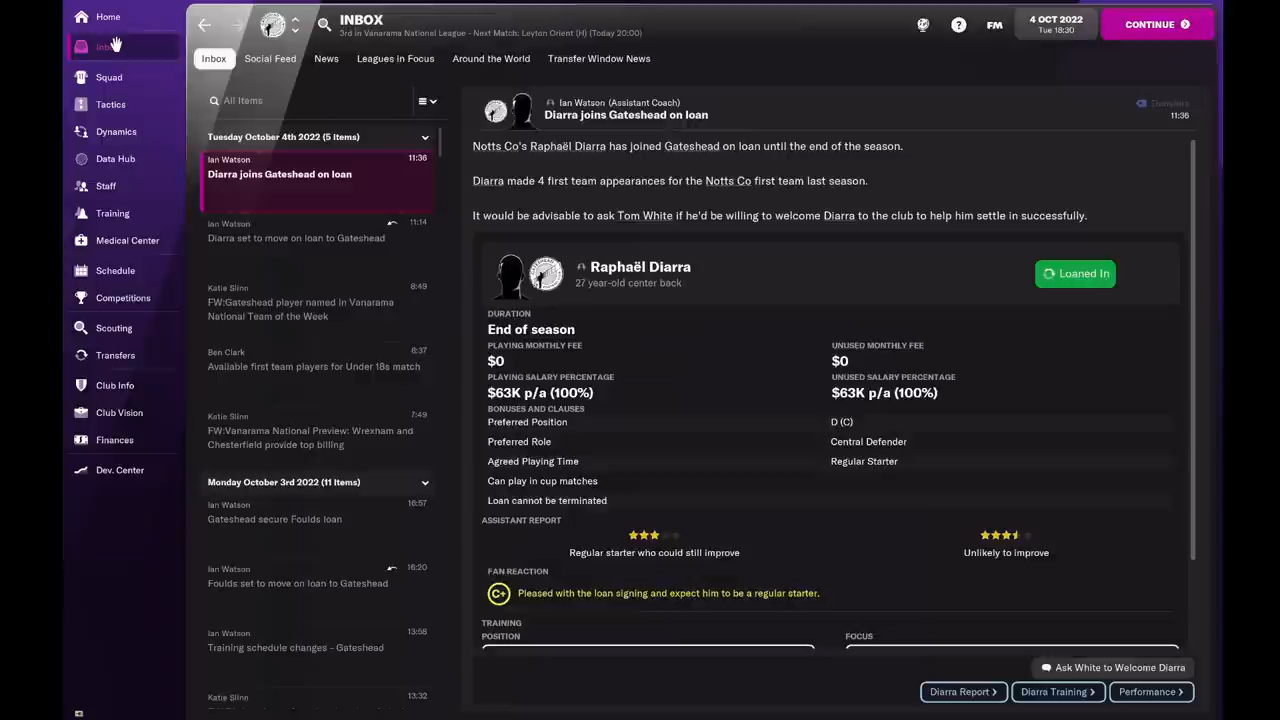 Home
Squad
Tactics
Dynamics
Data Hub
Staff
Training
Medical Center
Schedule
Competitions
Scouting
Transfers
Club Info
Club Vision
Finances
Dev. Center
INBOX
3rd in Vanarama National League - Next Match: Leyton Orient (H) (Today 20:00)
FM
4 OCT 2022
Tue 18:30
CONTINUE
Inbox
Social Feed
News
Leagues in Focus
Around the World
Transfer Window News
All Items
Tuesday October 4th 2022 (5 Items)
Ian Watson 11:36
Diarra joins Gateshead on loan
Ian Watson 11:14
Diarra set to move on loan to Gateshead
Katie Slinn 8:49
FW:Gateshead player named in Vanarama
National Team of the Week
Ben Clark 8:37
Available first team players for Under 18s match
Katie Slinn 7:49
FW:Vanarama National Preview: Wrexham and
Chesterfield provide top billing
Monday October 3rd 2022 (11 Items)
Ian Watson 16:57
Gateshead secure Foulds loan
Ian Watson 16:20
Foulds set to move on loan to Gateshead
Ian Watson 13:58
Training schedule changes - Gateshead
Katie Slinn 13:32
Ian Watson (Assistant Coach)
Diarra joins Gateshead on loan
Transfers
11:36
Notts Co's Raphaël Diarra has joined Gateshead on loan until the end of the season.
Diarra made 4 first team appearances for the Notts Co first team last season.
It would be advisable to ask Tom White if he'd be willing to welcome Diarra to the club to help him settle in successfully.
Raphaël Diarra
27 year-old center back
Loaned In
DURATION
End of season
PLAYING MONTHLY FEE UNUSED MONTHLY FEE
$0 $0
PLAYING SALARY PERCENTAGE UNUSED SALARY PERCENTAGE
$63K p/a (100%) $63K p/a (100%)
BONUSES AND CLAUSES
Preferred Position D (C)
Preferred Role Central Defender
Agreed Playing Time Regular Starter
Can play in cup matches
Loan cannot be terminated
ASSISTANT REPORT
Regular starter who could still improve Unlikely to improve
FAN REACTION
C+ Pleased with the loan signing and expect him to be a regular starter.
TRAINING
POSITION FOCUS
Ask White to Welcome Diarra
Diarra Report >
Diarra Training >
Performance >